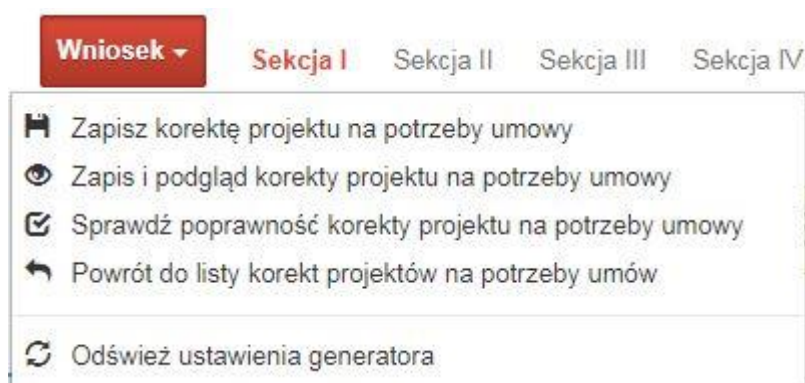 Wniosek Sekcja I Sekcja II Sekcja III Sekcja IV
Zapisz korektę projektu na potrzeby umowy
Zapis i podgląd korekty projektu na potrzeby umowy
Sprawdź poprawność korekty projektu na potrzeby umowy
Powrót do listy korekt projektów na potrzeby umów
Odśwież ustawienia generatora